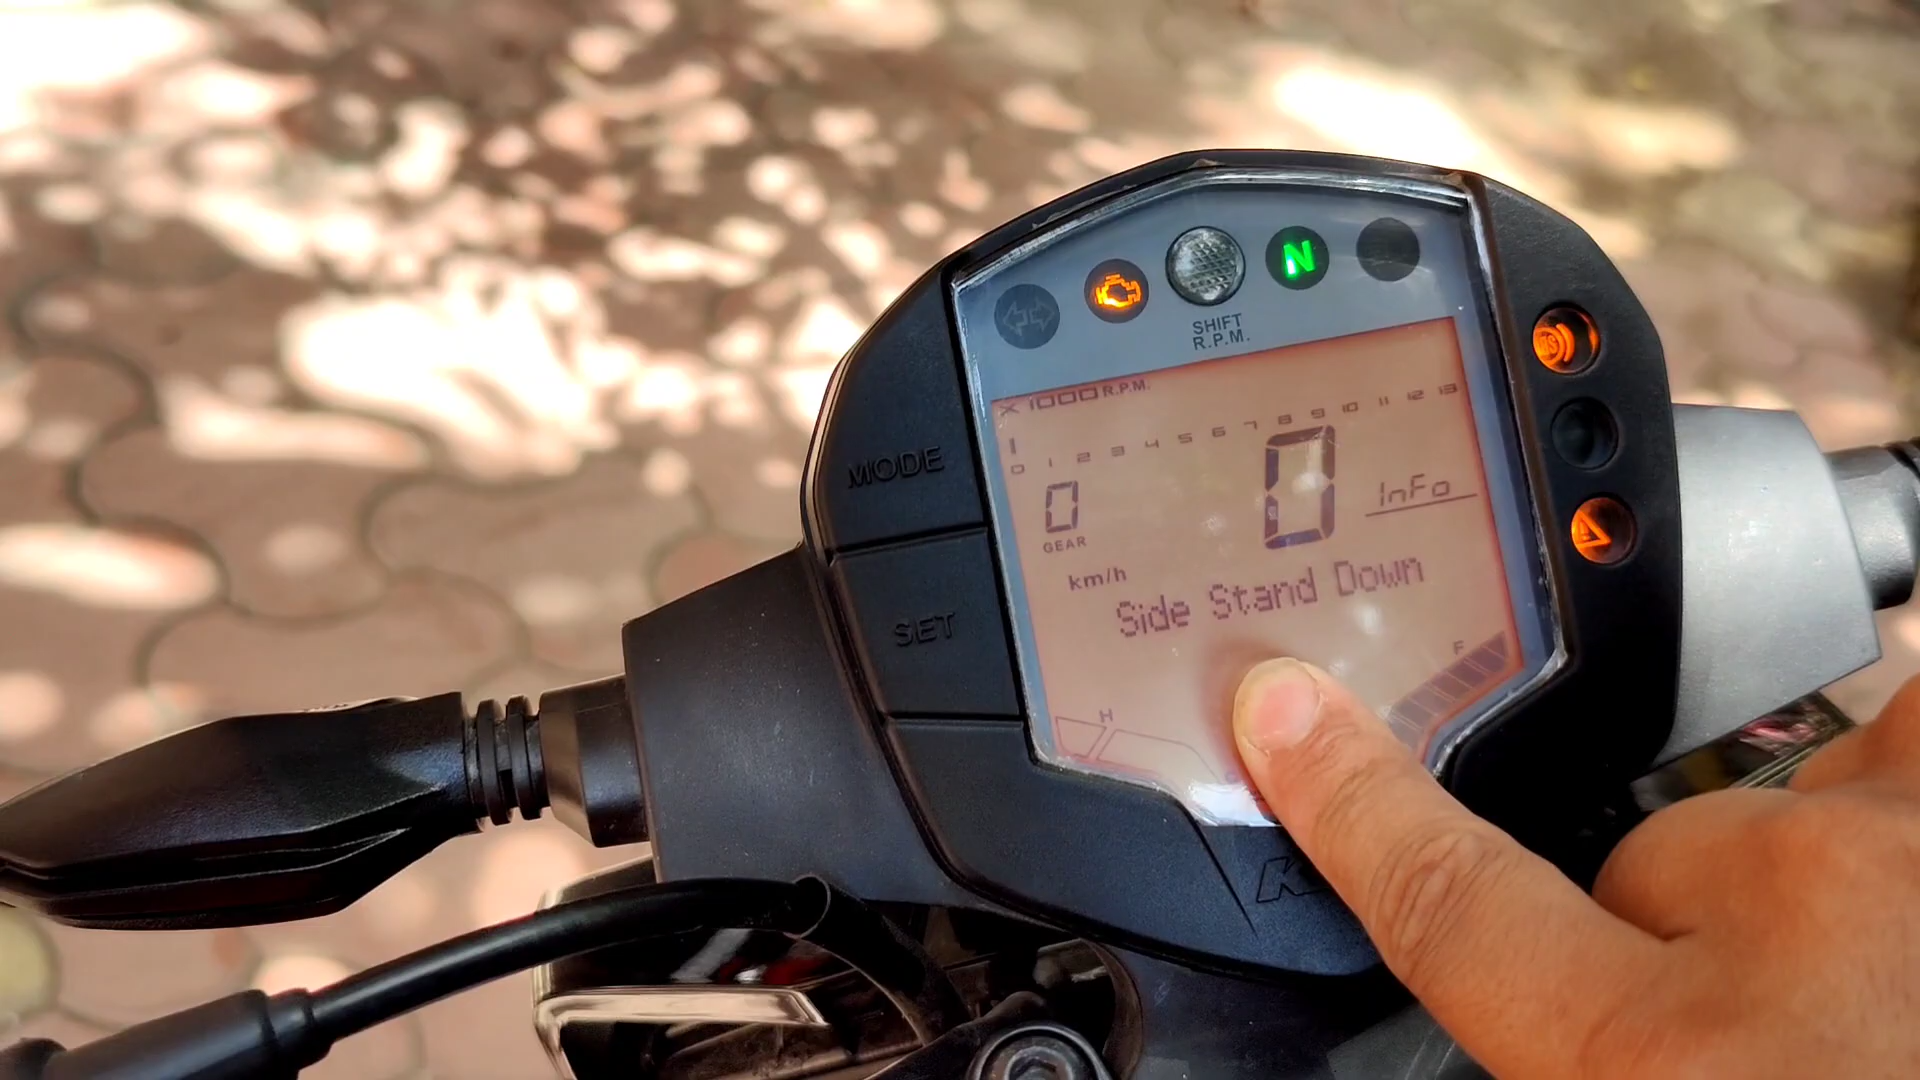 N
SHIFT
R.P.M.
X 1000 R.P.M.
0 1 2 3 4 5 6 7 8 9 10 11 12 13
MODE
0
GEAR
0
InFo
km/h
Side Stand Down
SET
F
H